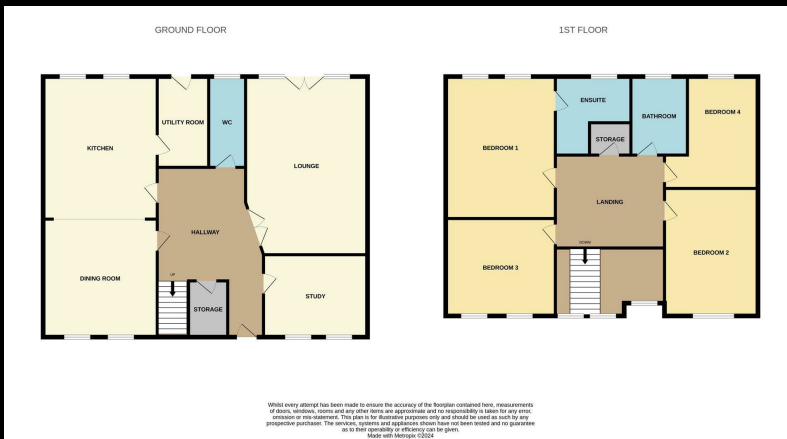 GROUND FLOOR
1ST FLOOR
KITCHEN
UTILITY ROOM
WC
LOUNGE
HALLWAY
DINING ROOM
UP
STORAGE
STUDY
ENSUITE
BATHROOM
BEDROOM 4
STORAGE
BEDROOM 1
LANDING
DOWN
BEDROOM 3
BEDROOM 2
Whilst every attempt has been made to ensure the accuracy of the floorplan contained here, measurements
of doors, windows, rooms and any other items are approximate and no responsibility is taken for any error,
omission or mis-statement. This plan is for illustrative purposes only and should be used as such by any
prospective purchaser. The services, systems and appliances shown have not been tested and no guarantee
as to their operability or efficiency can be given.
Made with Metropix ©2024